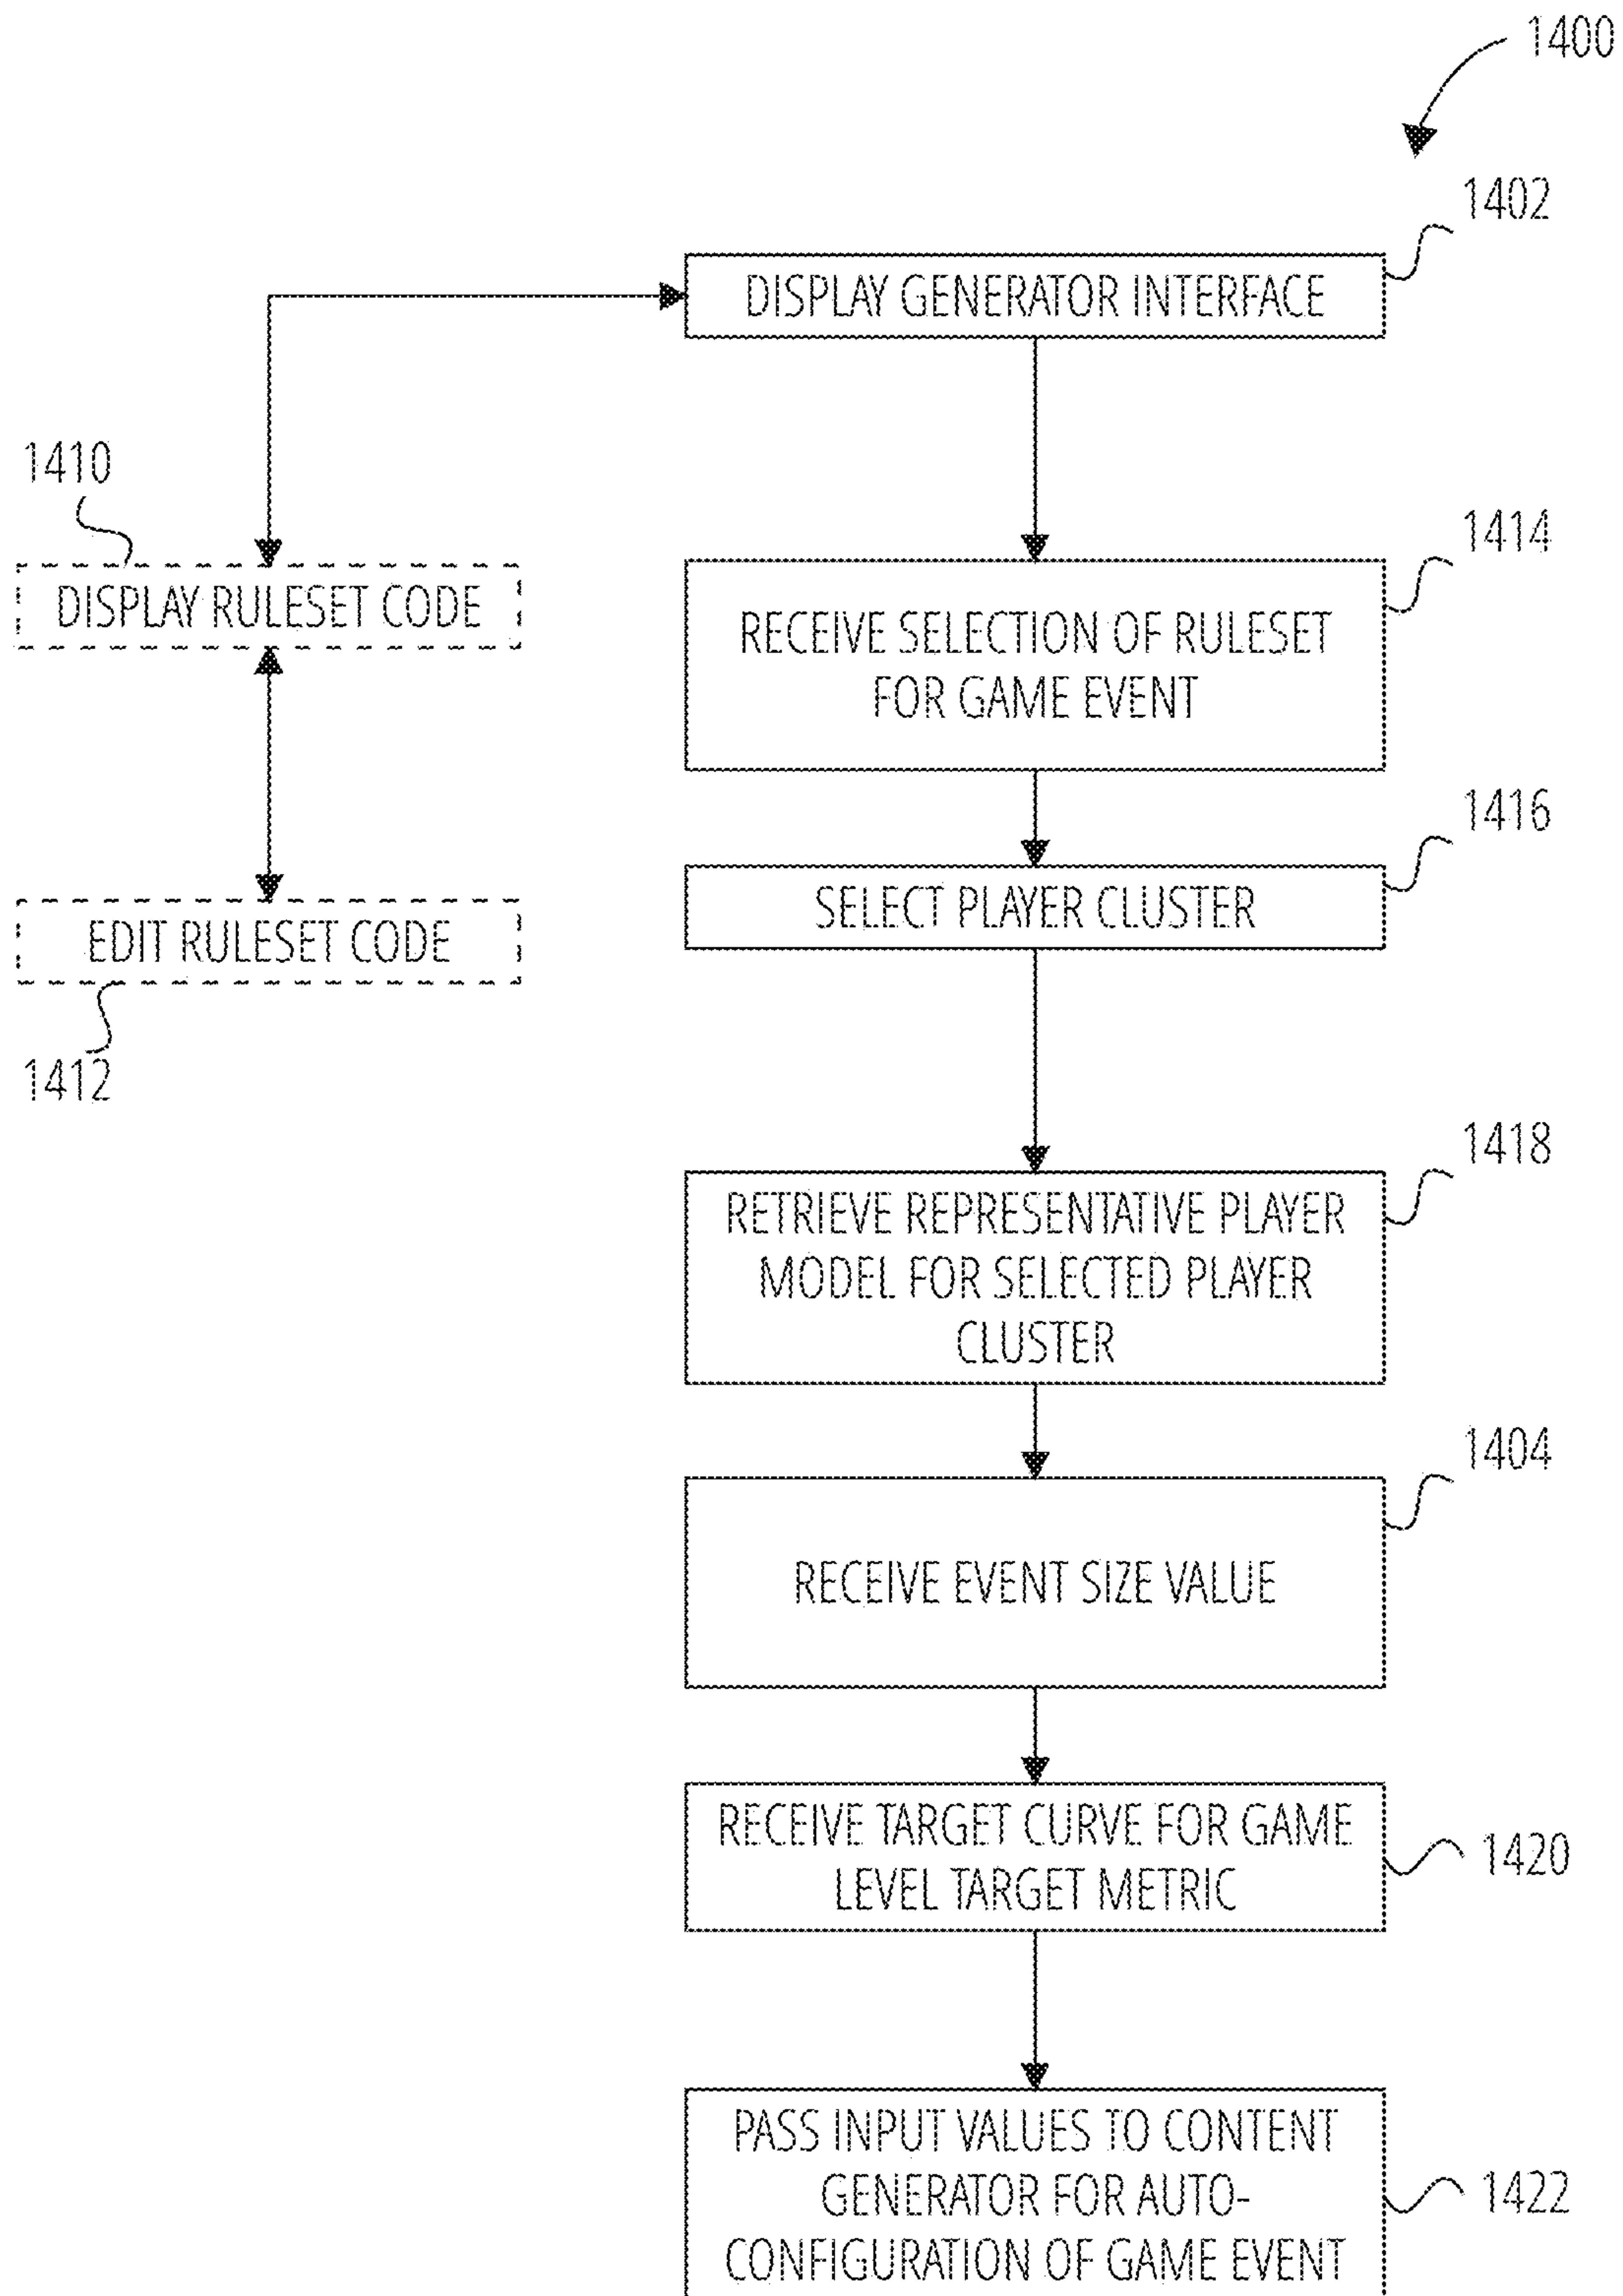 1400
1402
DISPLAY GENERATOR INTERFACE
1410
DISPLAY RULESET CODE
1414
RECEIVE SELECTION OF RULESET
FOR GAME EVENT
1416
SELECT PLAYER CLUSTER
EDIT RULESET CODE
1412
1418
RETRIEVE REPRESENTATIVE PLAYER
MODEL FOR SELECTED PLAYER
CLUSTER
1404
RECEIVE EVENT SIZE VALUE
RECEIVE TARGET CURVE FOR GAME
LEVEL TARGET METRIC
1420
PASS INPUT VALUES TO CONTENT
GENERATOR FOR AUTO-
CONFIGURATION OF GAME EVENT
1422